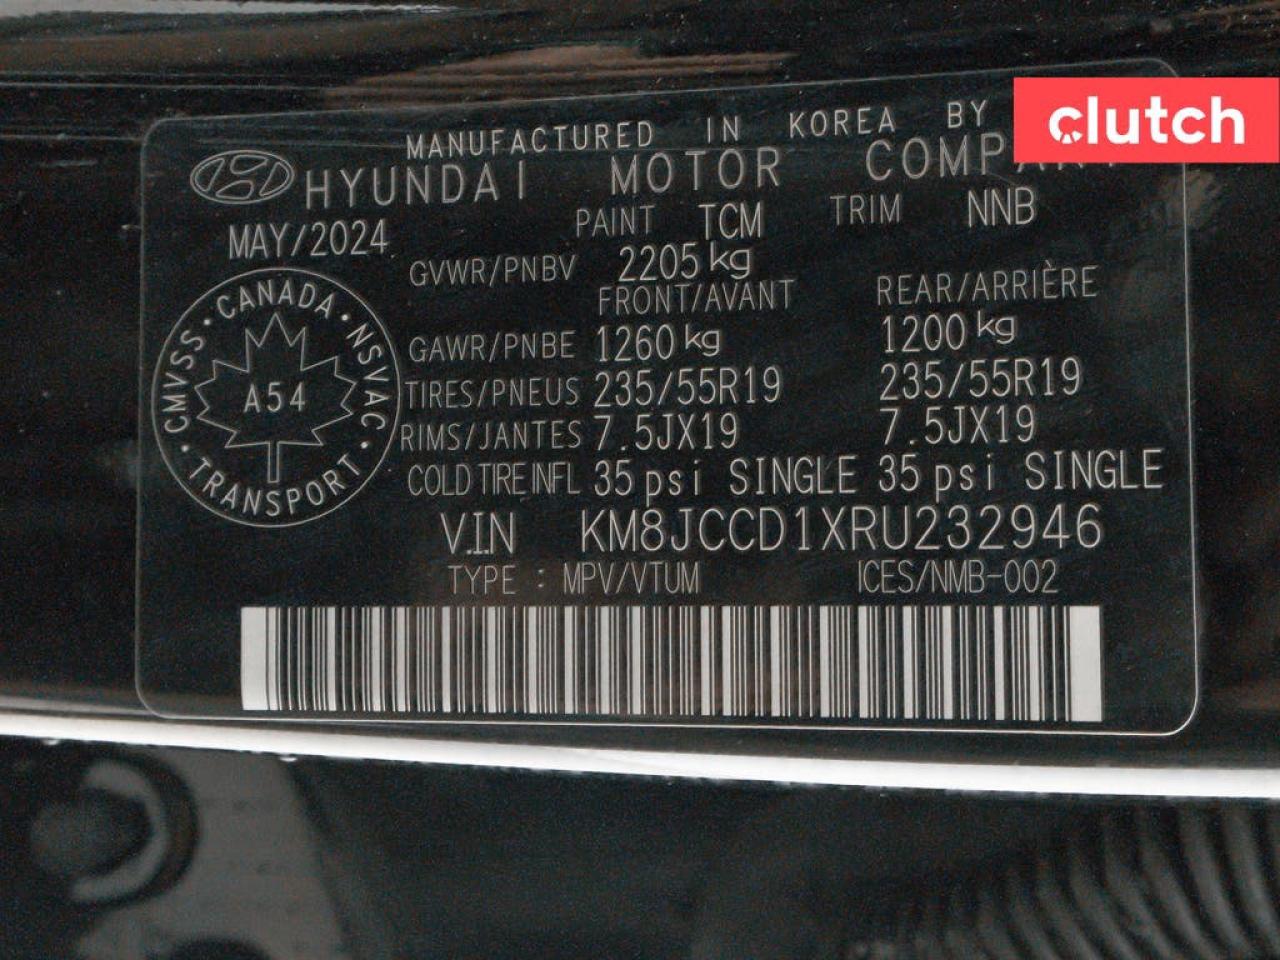 clutch
MANUFACTURED IN KOREA BY
HYUNDAI MOTOR
PAINT TCM TRIM NNB
MAY/2024
GVWR/PNBV 2205 kg
FRONT/AVANT REAR/ARRIÈRE
GAWR/PNBE 1260 kg 1200 kg
TIRES/PNEUS 235/55R19 235/55R19
RIMS/JANTES 7.5JX19 7.5JX19
COLD TIRE INFL 35 psi SINGLE 35 psi SINGLE
V.I.N KM8JCCD1XRU232946
TYPE : MPV/VTUM ICES/NMB-002
CANADA · NSVAC · TRANSPORT · CMVSS ·
A54